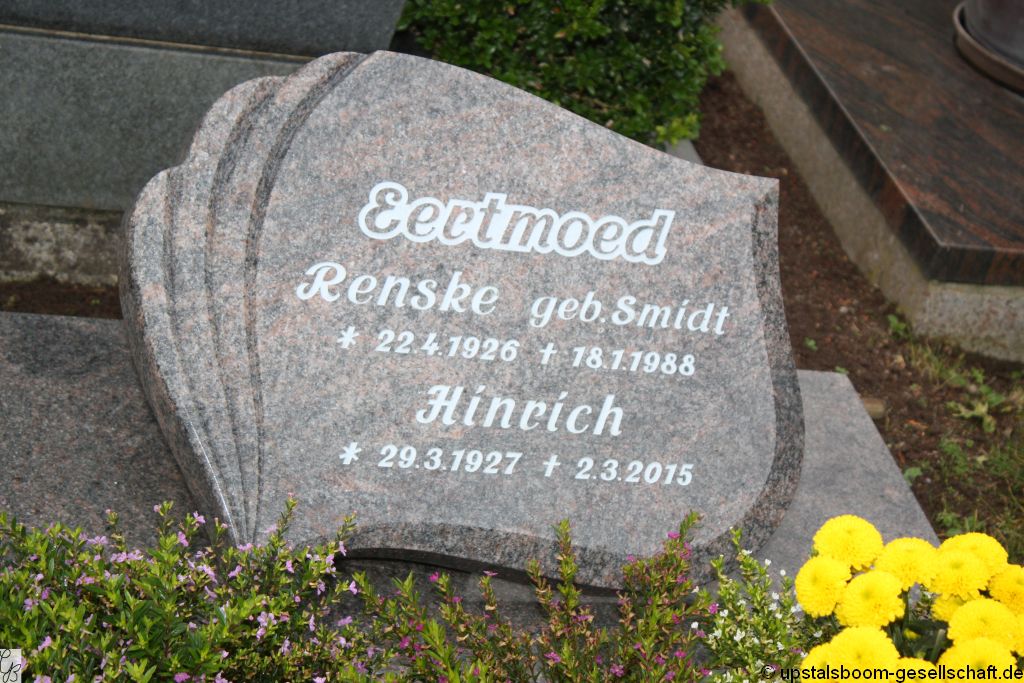 Eertmoed
Renske geb. Smidt
* 22.4.1926 † 18.1.1988
Hinrich
* 29.3.1927 † 2.3.2015
© upstalsboom-gesellschaft.de